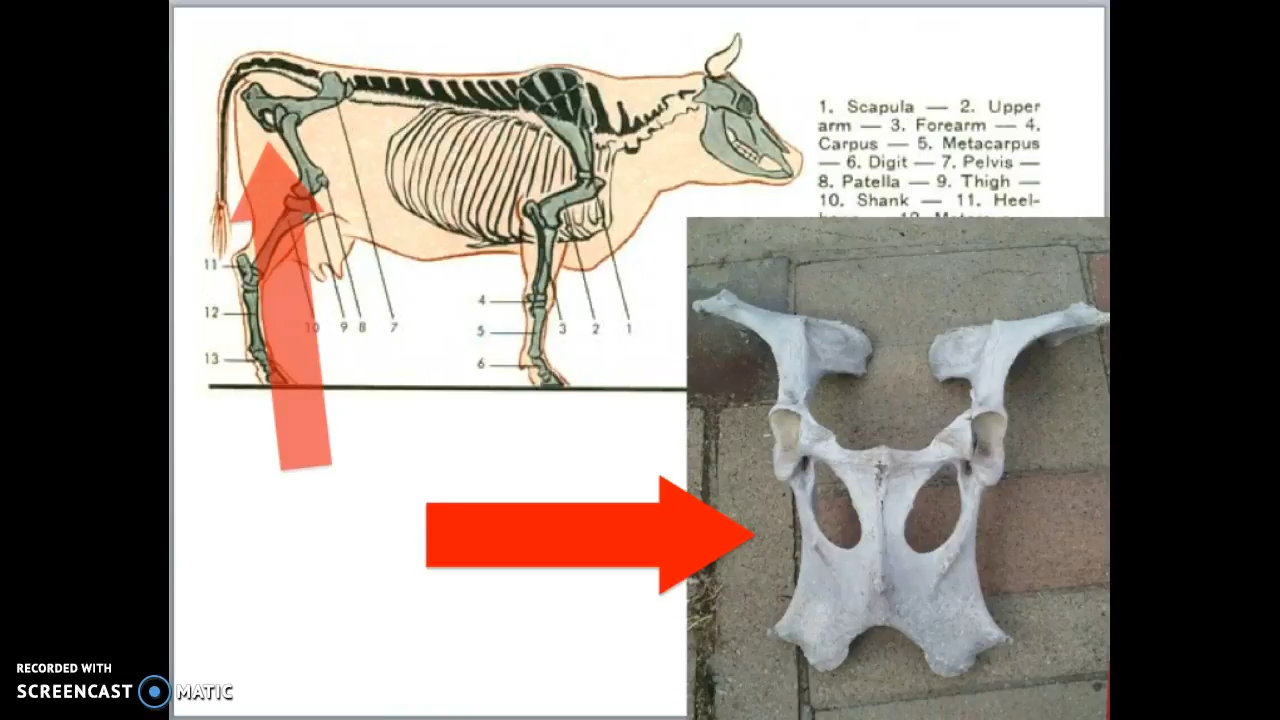 1. Scapula — 2. Upper
arm — 3. Forearm — 4.
Carpus — 5. Metacarpus
— 6. Digit — 7. Pelvis —
8. Patella — 9. Thigh —
10. Shank — 11. Heel-
11
12
13
10
9
8
7
4
5
6
3
2
1
RECORDED WITH
SCREENCAST MATIC